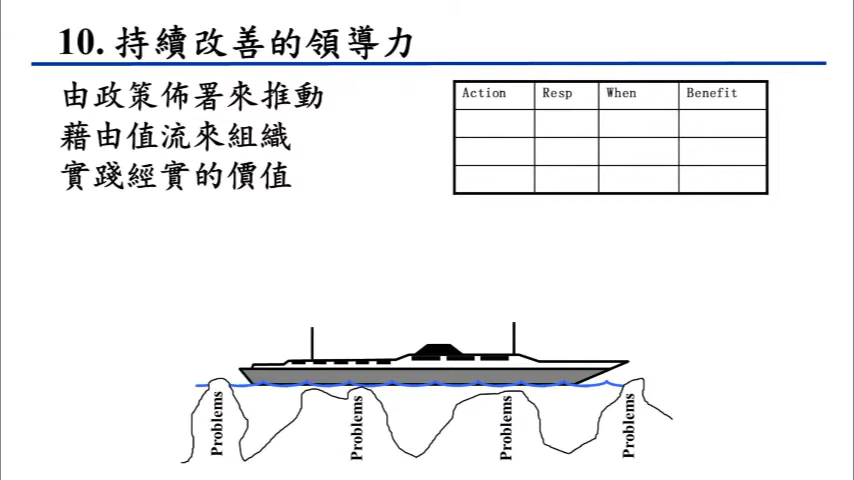 10. 持續改善的領導力
由政策佈署來推動
藉由值流來組織
實踐經實的價值
Action Resp When Benefit
Problems
Problems
Problems
Problems